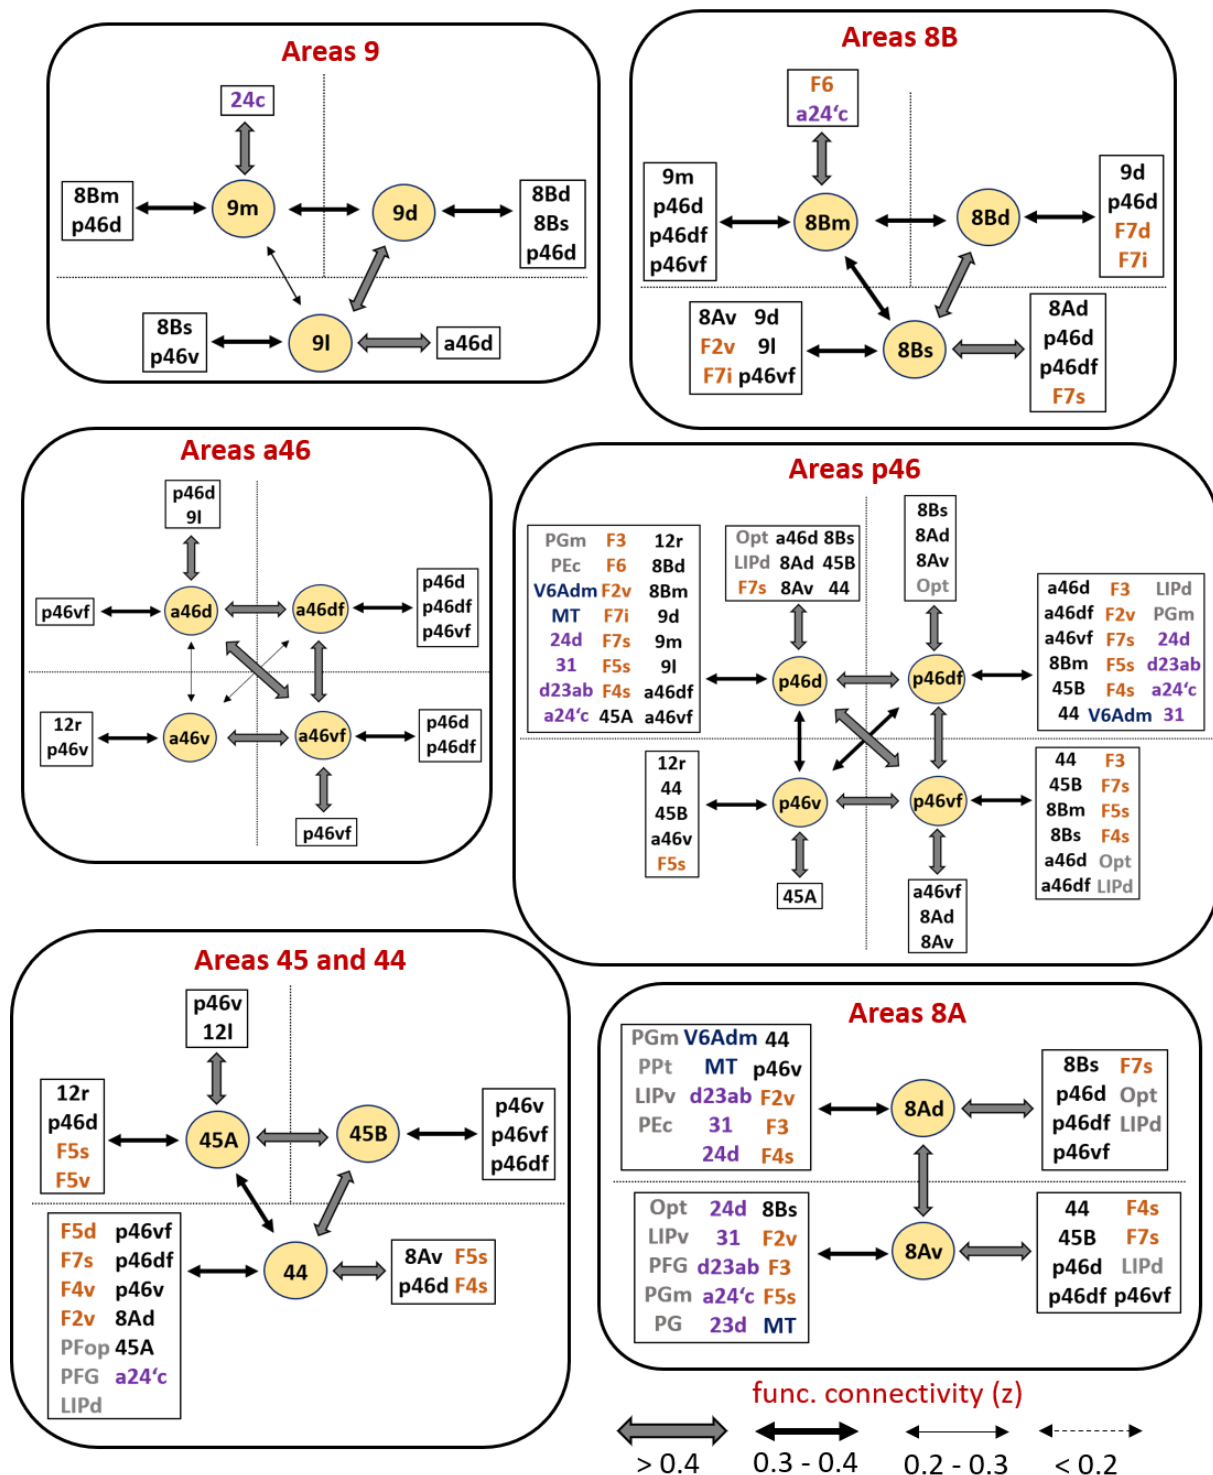 Areas 9
24c
8Bm
p46d
9m
9d
8Bd
8Bs
p46d
8Bs
p46v
9l
a46d
Areas 8B
F6
a24‘c
9m
p46d
p46df
p46vf
8Bm
8Bd
9d
p46d
F7d
F7i
8Av 9d
F2v 9l
F7i p46vf
8Bs
8Ad
p46d
p46df
F7s
Areas a46
p46d
9l
p46vf
a46d
a46df
p46d
p46df
p46vf
12r
p46v
a46v
a46vf
p46d
p46df
p46vf
Areas p46
PGm F3 12r
PEc F6 8Bd
V6Adm F2v 8Bm
MT F7i 9d
24d F7s 9m
31 F5s 9l
d23ab F4s a46df
a24‘c 45A a46vf
Opt a46d 8Bs
LIPd 8Ad 45B
F7s 8Av 44
8Bs
8Ad
8Av
Opt
a46d F3 LIPd
a46df F2v PGm
a46vf F7s 24d
8Bm F5s d23ab
45B F4s a24‘c
44 V6Adm 31
p46d
p46df
12r
44
45B
a46v
F5s
p46v
p46vf
44 F3
45B F7s
8Bm F5s
8Bs F4s
a46d Opt
a46df LIPd
45A
a46vf
8Ad
8Av
Areas 45 and 44
p46v
12l
12r
p46d
F5s
F5v
45A
45B
p46v
p46vf
p46df
F5d p46vf
F7s p46df
F4v p46v
F2v 8Ad
PFop 45A
PFG a24‘c
LIPd
44
8Av F5s
p46d F4s
Areas 8A
PGm V6Adm 44
PPt MT p46v
LIPv d23ab F2v
PEc 31 F3
24d F4s
8Ad
8Bs F7s
p46d Opt
p46df LIPd
p46vf
Opt 24d 8Bs
LIPv 31 F2v
PFG d23ab F3
PGm a24‘c F5s
PG 23d MT
8Av
44 F4s
45B F7s
p46d LIPd
p46df p46vf
func. connectivity (z)
> 0.4 0.3 - 0.4 0.2 - 0.3 < 0.2